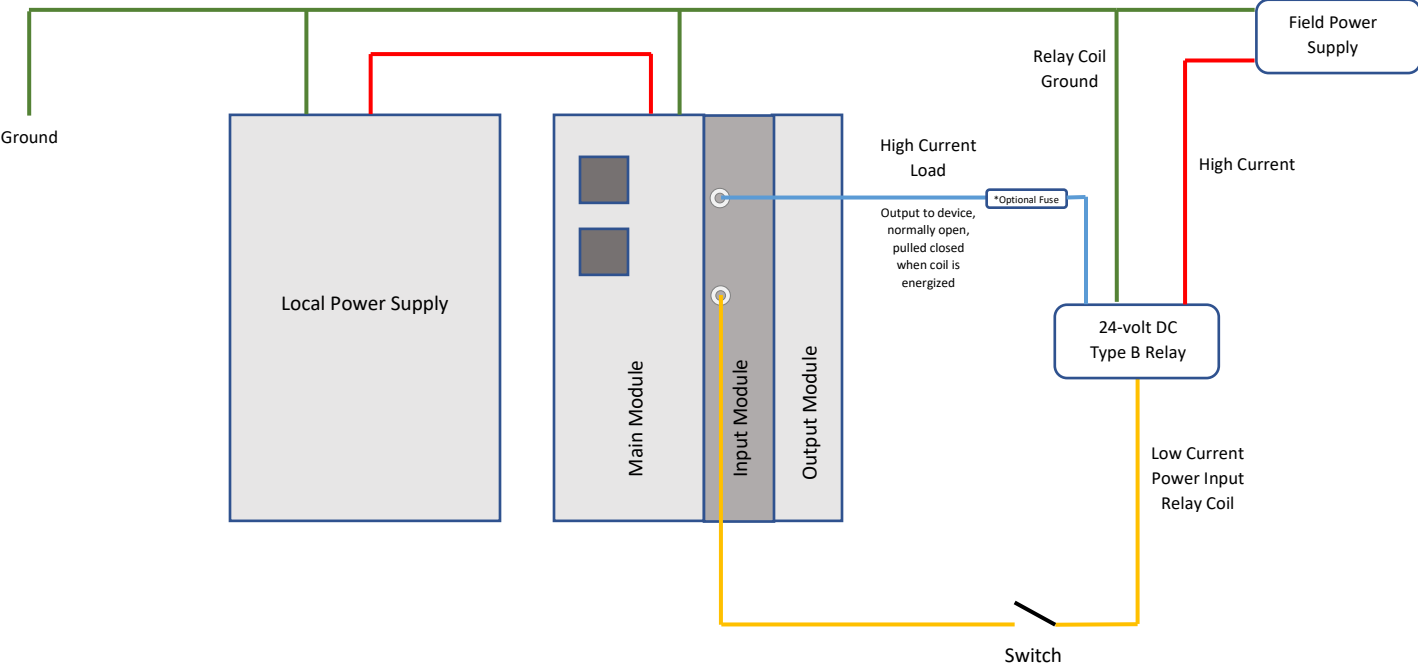 Field Power
Supply
Relay Coil
Ground
Ground
High Current
Load
High Current
*Optional Fuse
Output to device,
normally open,
pulled closed
when coil is
energized
Local Power Supply
24-volt DC
Type B Relay
Main Module
Input Module
Output Module
Low Current
Power Input
Relay Coil
Switch